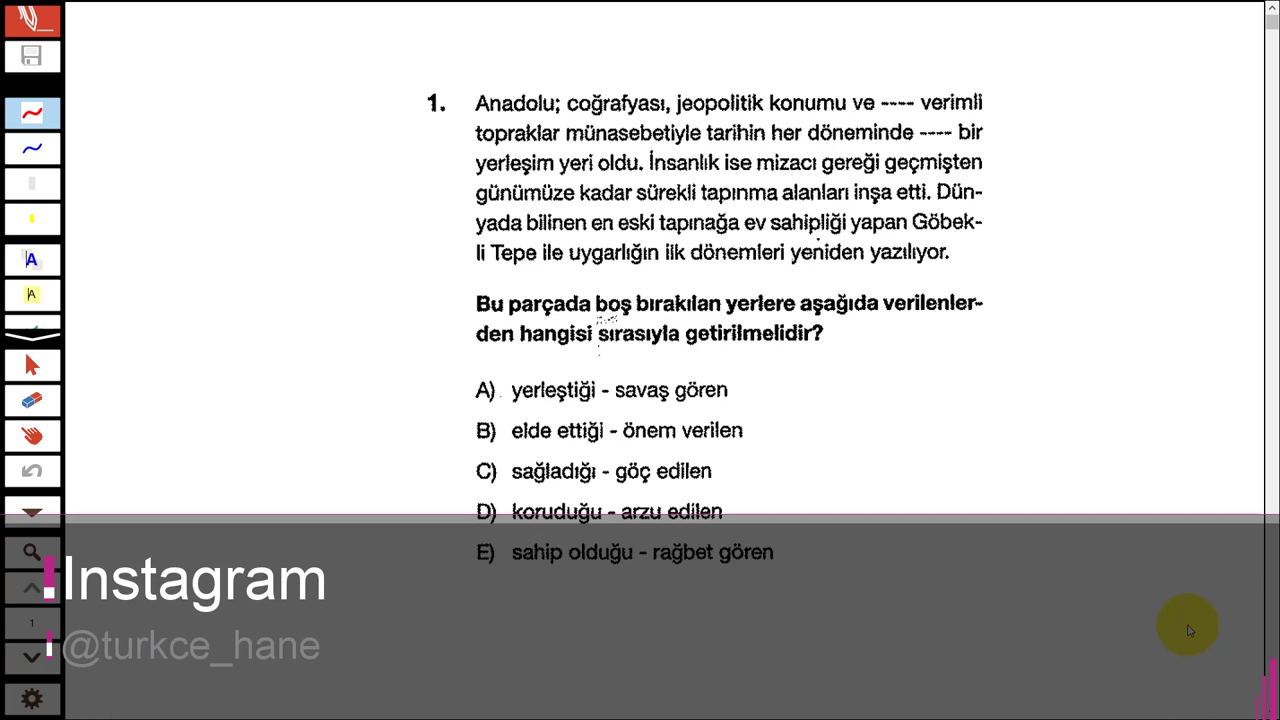 1. Anadolu; coğrafyası, jeopolitik konumu ve ---- verimli
topraklar münasebetiyle tarihin her döneminde ---- bir
yerleşim yeri oldu. İnsanlık ise mizacı gereği geçmişten
günümüze kadar sürekli tapınma alanları inşa etti. Dün-
yada bilinen en eski tapınağa ev sahipliği yapan Göbek-
li Tepe ile uygarlığın ilk dönemleri yeniden yazılıyor.
Bu parçada boş bırakılan yerlere aşağıda verilenler-
den hangisi sırasıyla getirilmelidir?
A) yerleştiği - savaş gören
B) elde ettiği - önem verilen
C) sağladığı - göç edilen
D) koruduğu - arzu edilen
E) sahip olduğu - rağbet gören
Instagram
@turkce_hane
A
A
1